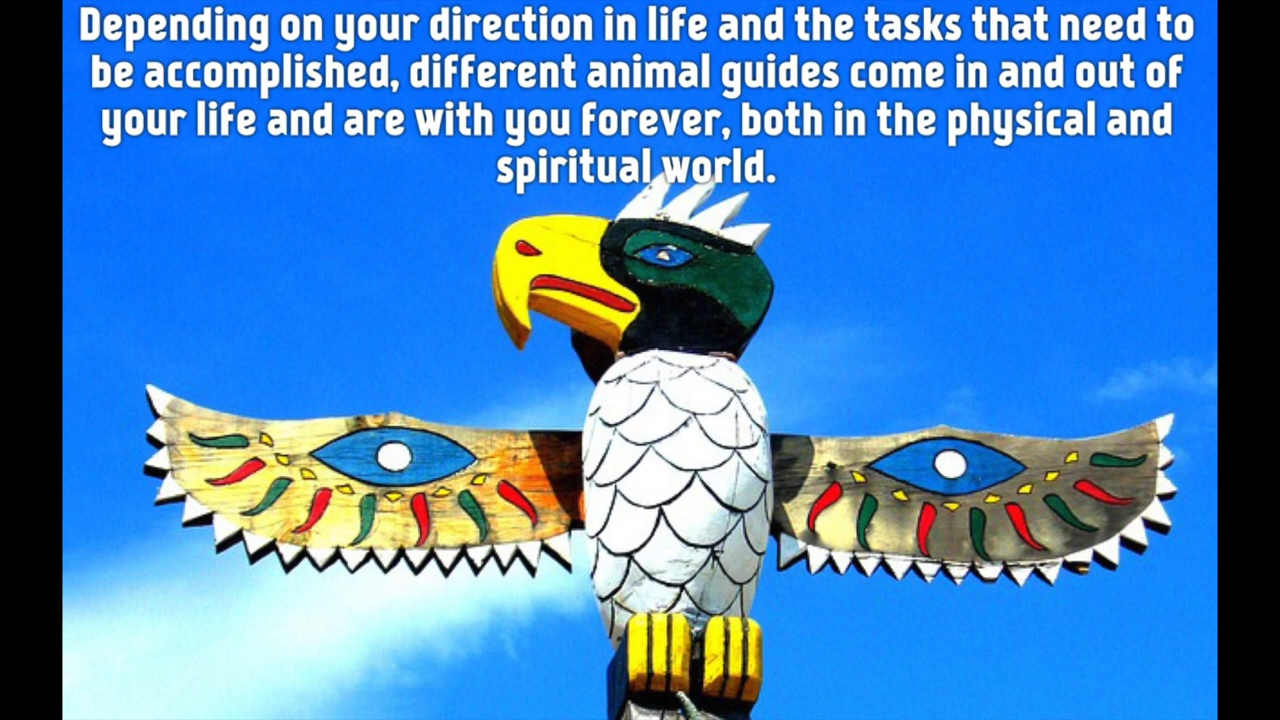 Depending on your direction in life and the tasks that need to
be accomplished, different animal guides come in and out of
your life and are with you forever, both in the physical and
spiritual world.